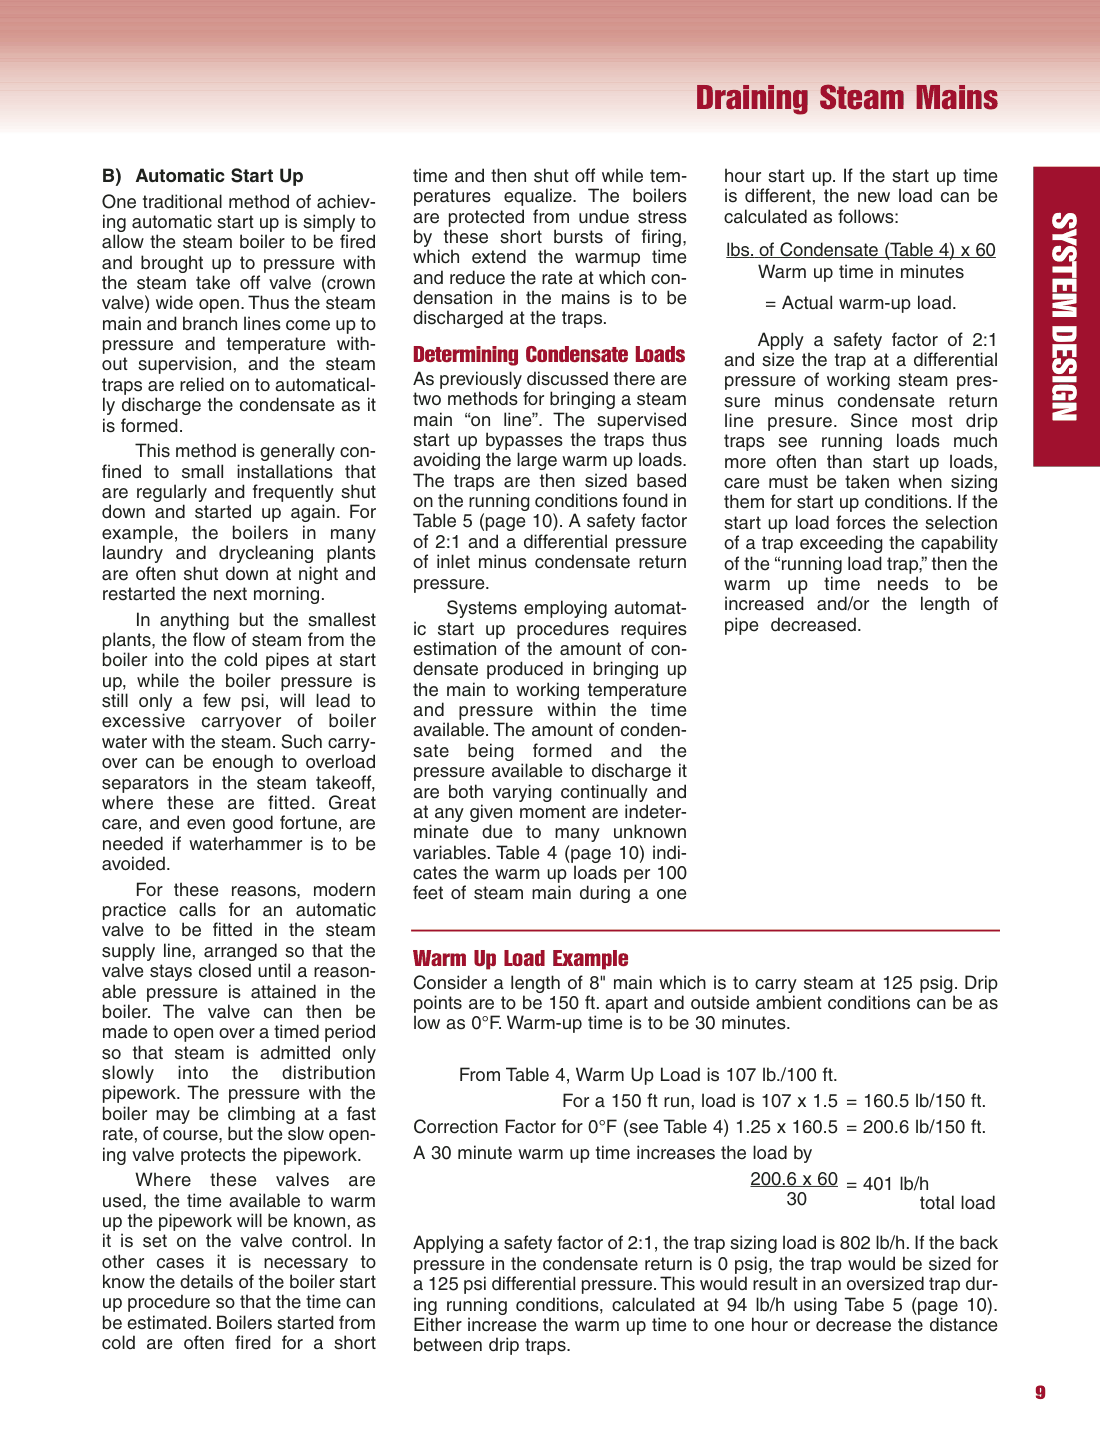 Draining Steam Mains
B) Automatic Start Up
One traditional method of achiev-
ing automatic start up is simply to
allow the steam boiler to be fired
and brought up to pressure with
the steam take off valve (crown
valve) wide open. Thus the steam
main and branch lines come up to
pressure and temperature with-
out supervision, and the steam
traps are relied on to automatical-
ly discharge the condensate as it
is formed.
This method is generally con-
fined to small installations that
are regularly and frequently shut
down and started up again. For
example, the boilers in many
laundry and drycleaning plants
are often shut down at night and
restarted the next morning.
In anything but the smallest
plants, the flow of steam from the
boiler into the cold pipes at start
up, while the boiler pressure is
still only a few psi, will lead to
excessive carryover of boiler
water with the steam. Such carry-
over can be enough to overload
separators in the steam takeoff,
where these are fitted. Great
care, and even good fortune, are
needed if waterhammer is to be
avoided.
For these reasons, modern
practice calls for an automatic
valve to be fitted in the steam
supply line, arranged so that the
valve stays closed until a reason-
able pressure is attained in the
boiler. The valve can then be
made to open over a timed period
so that steam is admitted only
slowly into the distribution
pipework. The pressure with the
boiler may be climbing at a fast
rate, of course, but the slow open-
ing valve protects the pipework.
Where these valves are
used, the time available to warm
up the pipework will be known, as
it is set on the valve control. In
other cases it is necessary to
know the details of the boiler start
up procedure so that the time can
be estimated. Boilers started from
cold are often fired for a short
time and then shut off while tem-
peratures equalize. The boilers
are protected from undue stress
by these short bursts of firing,
which extend the warmup time
and reduce the rate at which con-
densation in the mains is to be
discharged at the traps.
Determining Condensate Loads
As previously discussed there are
two methods for bringing a steam
main “on line”. The supervised
start up bypasses the traps thus
avoiding the large warm up loads.
The traps are then sized based
on the running conditions found in
Table 5 (page 10). A safety factor
of 2:1 and a differential pressure
of inlet minus condensate return
pressure.
Systems employing automat-
ic start up procedures requires
estimation of the amount of con-
densate produced in bringing up
the main to working temperature
and pressure within the time
available. The amount of conden-
sate being formed and the
pressure available to discharge it
are both varying continually and
at any given moment are indeter-
minate due to many unknown
variables. Table 4 (page 10) indi-
cates the warm up loads per 100
feet of steam main during a one
hour start up. If the start up time
is different, the new load can be
calculated as follows:
lbs. of Condensate (Table 4) x 60
Warm up time in minutes
= Actual warm-up load.
Apply a safety factor of 2:1
and size the trap at a differential
pressure of working steam pres-
sure minus condensate return
line presure. Since most drip
traps see running loads much
more often than start up loads,
care must be taken when sizing
them for start up conditions. If the
start up load forces the selection
of a trap exceeding the capability
of the “running load trap,” then the
warm up time needs to be
increased and/or the length of
pipe decreased.
SYSTEM DESIGN
Warm Up Load Example
Consider a length of 8" main which is to carry steam at 125 psig. Drip
points are to be 150 ft. apart and outside ambient conditions can be as
low as 0°F. Warm-up time is to be 30 minutes.
From Table 4, Warm Up Load is 107 lb./100 ft.
For a 150 ft run, load is 107 x 1.5 = 160.5 lb/150 ft.
Correction Factor for 0°F (see Table 4) 1.25 x 160.5 = 200.6 lb/150 ft.
A 30 minute warm up time increases the load by
200.6 x 60 = 401 lb/h
30 total load
Applying a safety factor of 2:1, the trap sizing load is 802 lb/h. If the back
pressure in the condensate return is 0 psig, the trap would be sized for
a 125 psi differential pressure. This would result in an oversized trap dur-
ing running conditions, calculated at 94 lb/h using Tabe 5 (page 10).
Either increase the warm up time to one hour or decrease the distance
between drip traps.
9